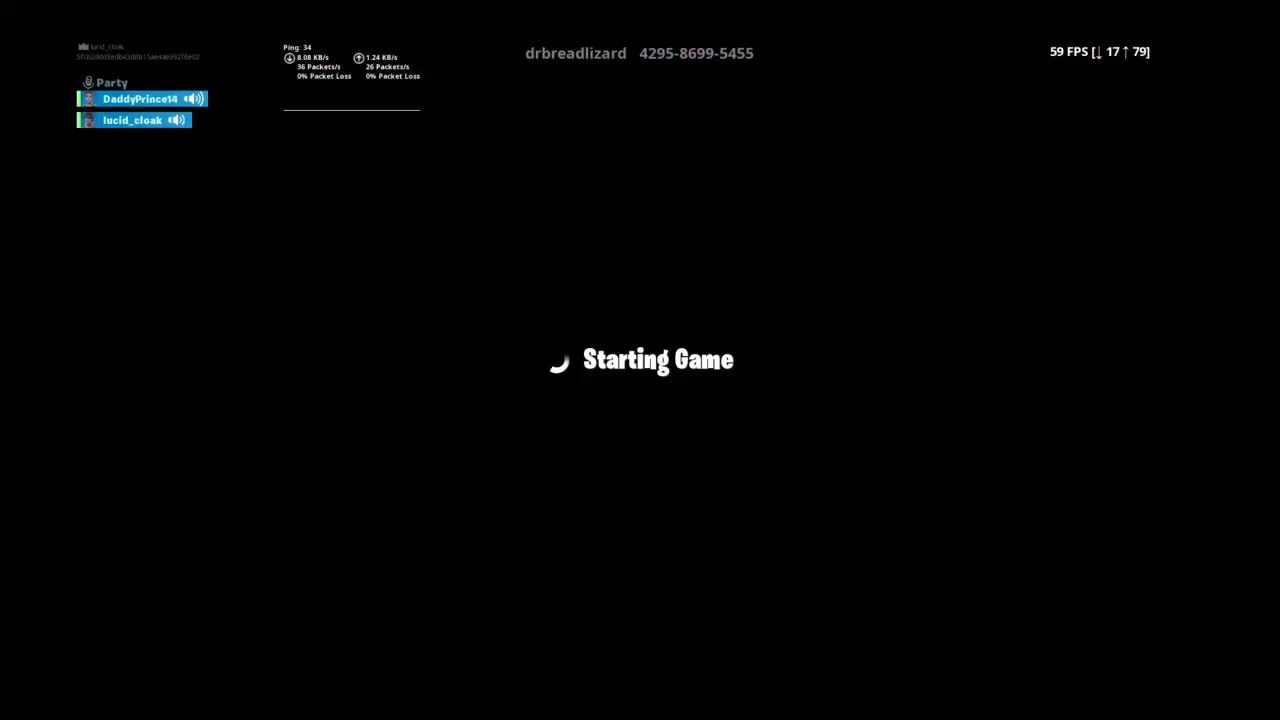 lucid_cloak
Party
DaddyPrince14
lucid_cloak
Ping: 34
8.08 KB/s 1.24 KB/s
36 Packets/s 26 Packets/s
0% Packet Loss 0% Packet Loss
drbreadlizard 4295-8699-5455
59 FPS [↓ 17 ↑ 79]
Starting Game